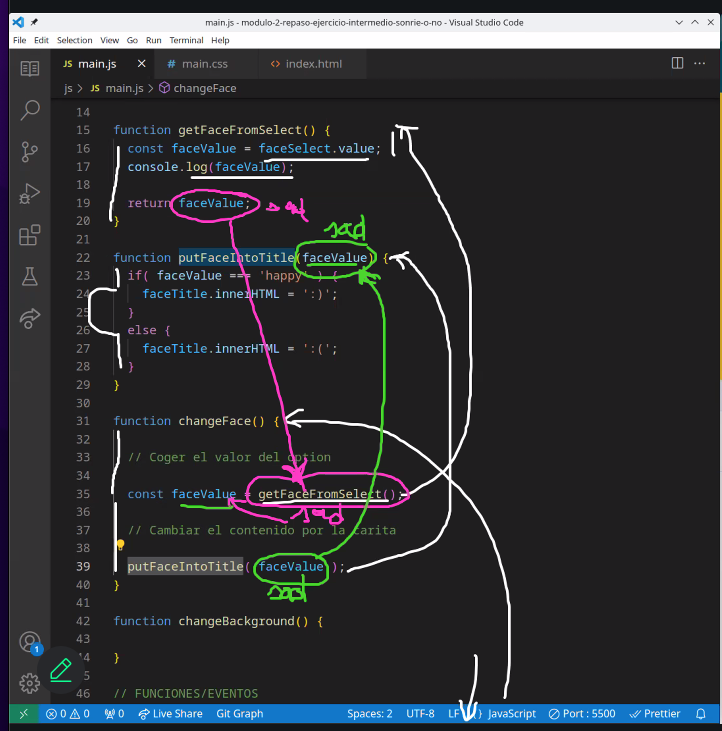 main.js - modulo-2-repaso-ejercicio-intermedio-sonrie-o-no - Visual Studio Code
File Edit Selection View Go Run Terminal Help
JS main.js # main.css <> index.html
js > JS main.js > changeFace
14
15 function getFaceFromSelect() {
16 const faceValue = faceSelect.value;
17 console.log(faceValue);
18
19 return faceValue; sad
20 }
21 sad
22 function putFaceIntoTitle(faceValue) {
23 if( faceValue === 'happy' ) {
24 faceTitle.innerHTML = ':)';
25 }
26 else {
27 faceTitle.innerHTML = ':(';
28 }
29 }
30
31 function changeFace() {
32
33 // Coger el valor del option
34
35 const faceValue = getFaceFromSelect();
36 sad
37 // Cambiar el contenido por la carita
38
39 putFaceIntoTitle( faceValue );
40 } sad
41
42 function changeBackground() {
43
44 }
45
46 // FUNCIONES/EVENTOS
1
0 0 0 Live Share Git Graph Spaces: 2 UTF-8 LF {} JavaScript Port : 5500 Prettier